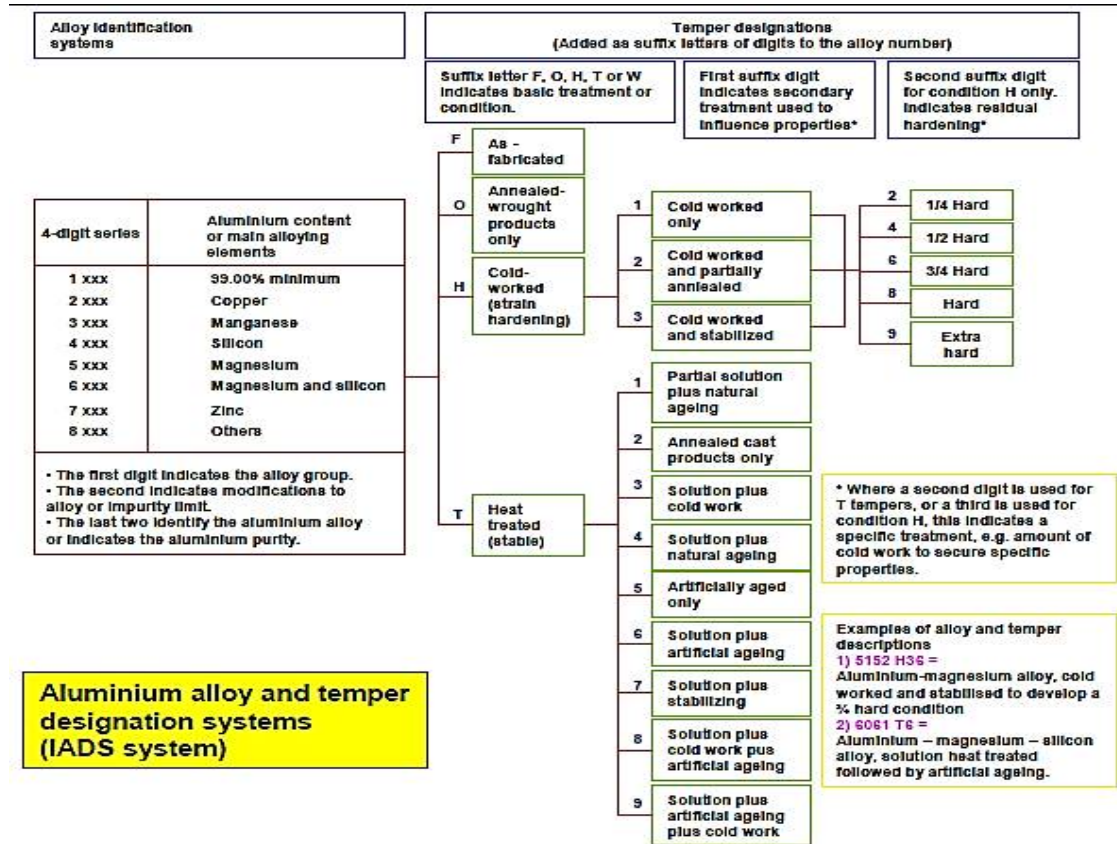 Alloy identification
systems
Temper designations
(Added as suffix letters of digits to the alloy number)
Suffix letter F, O, H, T or W
indicates basic treatment or
condition.
First suffix digit
indicates secondary
treatment used to
influence properties*
Second suffix digit
for condition H only.
Indicates residual
hardening*
4-digit series
Aluminium content
or main alloying
elements
1 xxx 99.00% minimum
2 xxx Copper
3 xxx Manganese
4 xxx Silicon
5 xxx Magnesium
6 xxx Magnesium and silicon
7 xxx Zinc
8 xxx Others
• The first digit indicates the alloy group.
• The second indicates modifications to
alloy or impurity limit.
• The last two identify the aluminium alloy
or indicates the aluminium purity.
F
As -
fabricated
O
Annealed-
wrought
products
only
H
Cold-
worked
(strain
hardening)
1
Cold worked
only
2
Cold worked
and partially
annealed
3
Cold worked
and stabilized
2
1/4 Hard
4
1/2 Hard
6
3/4 Hard
8
Hard
9
Extra
hard
T
Heat
treated
(stable)
1
Partial solution
plus natural
ageing
2
Annealed cast
products only
3
Solution plus
cold work
4
Solution plus
natural ageing
5
Artificially aged
only
6
Solution plus
artificial ageing
7
Solution plus
stabilizing
8
Solution plus
cold work pus
artificial ageing
9
Solution plus
artificial ageing
plus cold work
* Where a second digit is used for
T tempers, or a third is used for
condition H, this indicates a
specific treatment, e.g. amount of
cold work to secure specific
properties.
Examples of alloy and temper
descriptions
1) 5152 H36 =
Aluminium-magnesium alloy, cold
worked and stabilised to develop a
¾ hard condition
2) 6061 T6 =
Aluminium – magnesium – silicon
alloy, solution heat treated
followed by artificial ageing.
Aluminium alloy and temper
designation systems
(IADS system)